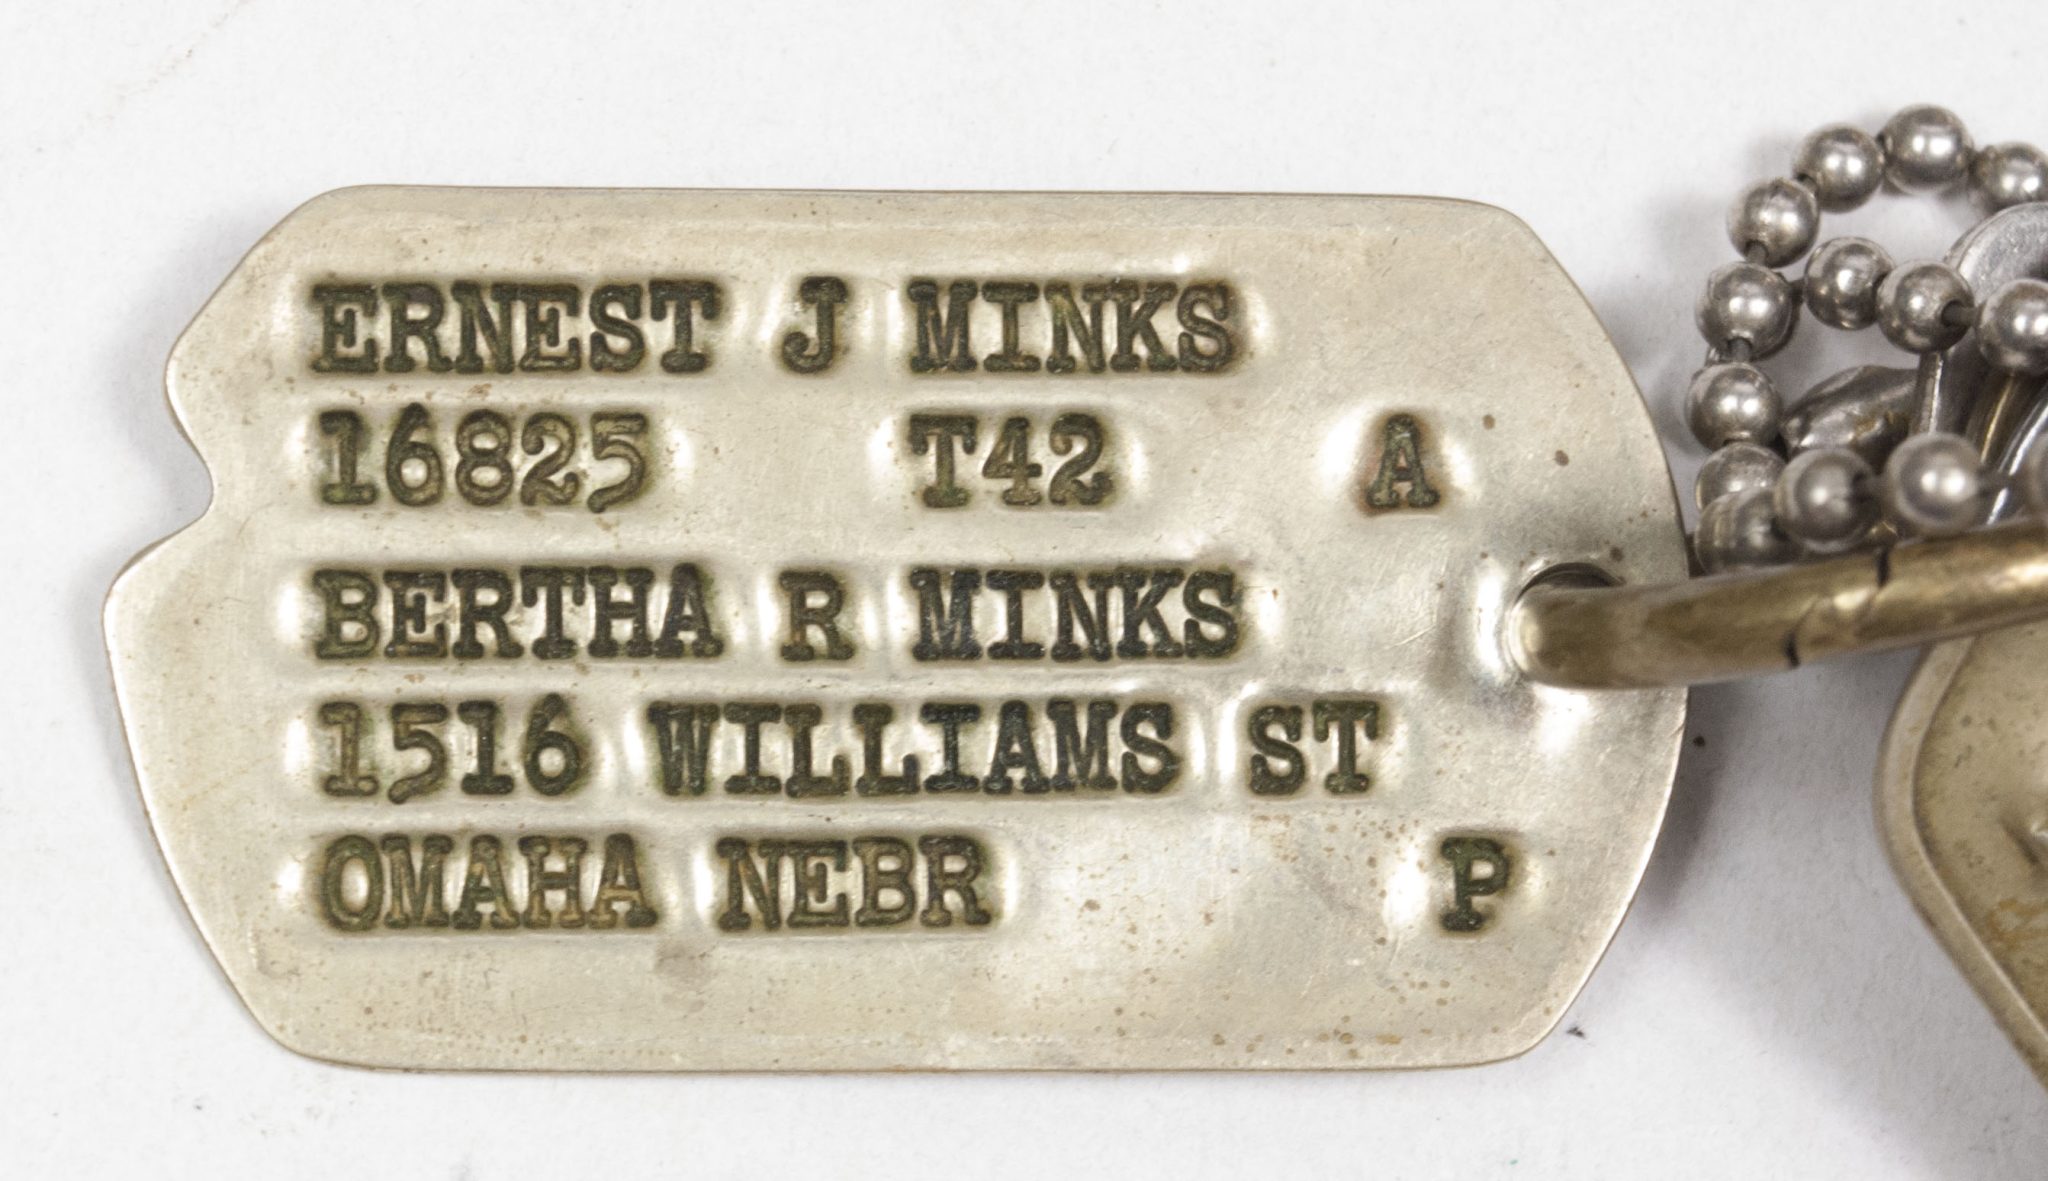 ERNEST J MINKS
16825 T42 A
BERTHA R MINKS
1516 WILLIAMS ST
OMAHA NEBR P